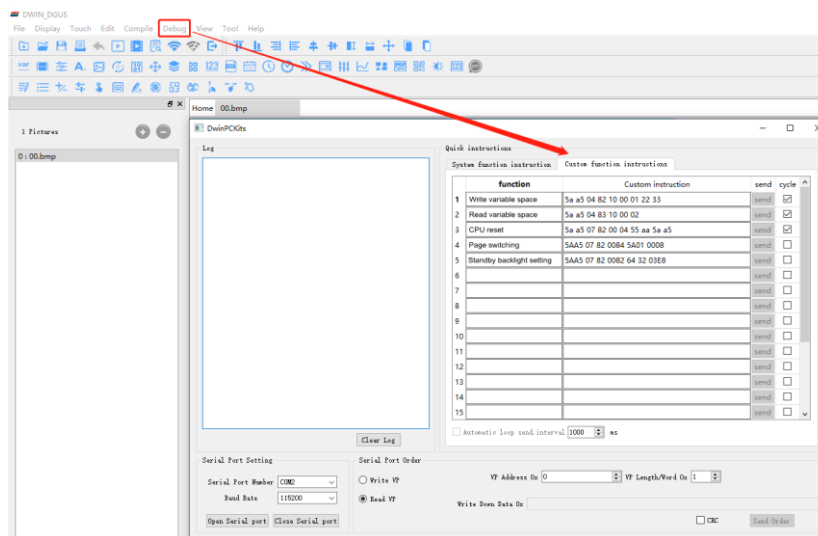 DWIN_DGUS
File Display Touch Edit Compile Debug View Tool Help
Home 00.bmp
1 Pictures
0 : 00.bmp
DwinPCKits
Log
Quick instructions
System function instruction Custom function instructions
function Custom instruction send cycle
1 Write variable space 5a a5 04 82 10 00 01 22 33 send
2 Read variable space 5a a5 04 83 10 00 02 send
3 CPU reset 5a a5 07 82 00 04 55 aa 5a a5 send
4 Page switching 5AA5 07 82 0084 5A01 0008 send
5 Standby backlight setting 5AA5 07 82 0082 64 32 03E8 send
6 send
7 send
8 send
9 send
10 send
11 send
12 send
13 send
14 send
15 send
Automatic loop send interval 1000 ms
Clear Log
Serial Port Setting
Serial Port Number COM2
Baud Rate 115200
Open Serial port Close Serial port
Serial Port Order
Write VP
Read VP
VP Address 0x 0 VP Length/Word 0x 1
Write Down Data 0x
CRC Send Order